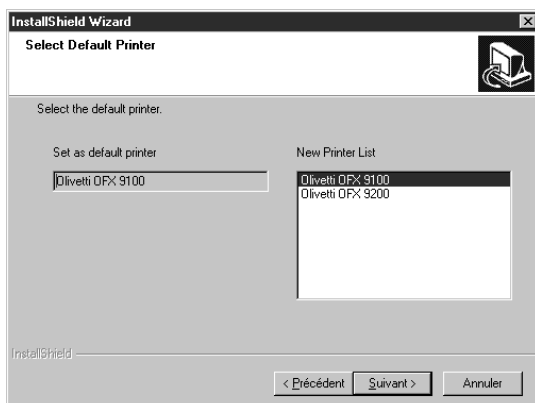 InstallShield Wizard
Select Default Printer
Select the default printer.
Set as default printer
New Printer List
Olivetti OFX 9100
Olivetti OFX 9100
Olivetti OFX 9200
InstallShield
< Précédent
Suivant >
Annuler